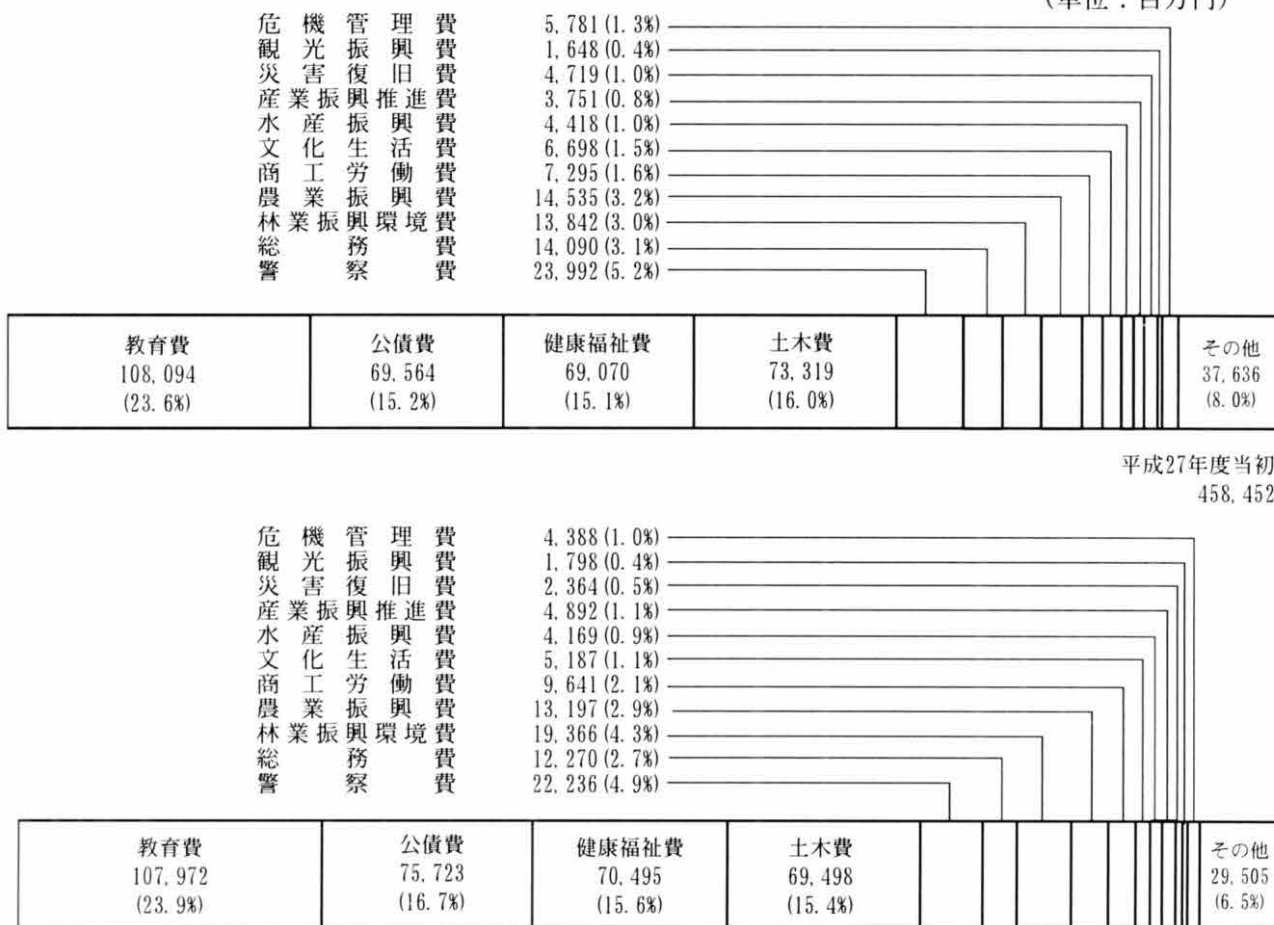 (単位：百万円)
危機管理費 5,781(1.3%)
観光振興費 1,648(0.4%)
災害復旧費 4,719(1.0%)
産業振興推進費 3,751(0.8%)
水産振興費 4,418(1.0%)
文化生活費 6,698(1.5%)
商工労働費 7,295(1.6%)
農業振興費 14,535(3.2%)
林業振興環境費 13,842(3.0%)
総務費 14,090(3.1%)
警察費 23,992(5.2%)
教育費 公債費 健康福祉費 土木費 その他
108,094 69,564 69,070 73,319 37,636
(23.6%) (15.2%) (15.1%) (16.0%) (8.0%)
平成27年度当初
458,452
危機管理費 4,388(1.0%)
観光振興費 1,798(0.4%)
災害復旧費 2,364(0.5%)
産業振興推進費 4,892(1.1%)
水産振興費 4,169(0.9%)
文化生活費 5,187(1.1%)
商工労働費 9,641(2.1%)
農業振興費 13,197(2.9%)
林業振興環境費 19,366(4.3%)
総務費 12,270(2.7%)
警察費 22,236(4.9%)
教育費 公債費 健康福祉費 土木費 その他
107,972 75,723 70,495 69,498 29,505
(23.9%) (16.7%) (15.6%) (15.4%) (6.5%)